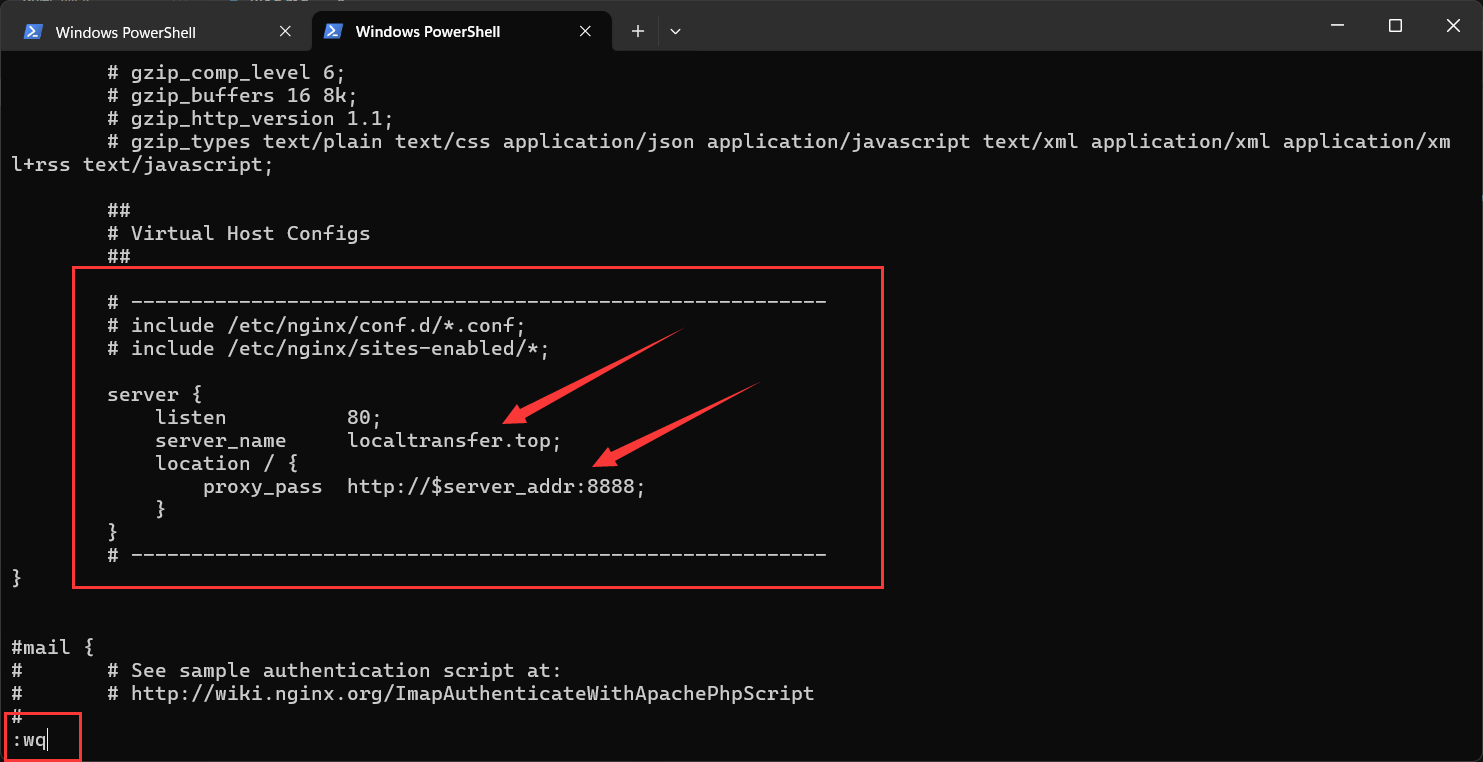 Windows PowerShell
Windows PowerShell
# gzip_comp_level 6;
# gzip_buffers 16 8k;
# gzip_http_version 1.1;
# gzip_types text/plain text/css application/json application/javascript text/xml application/xml application/xm
l+rss text/javascript;
##
# Virtual Host Configs
##
# ----------------------------------------------------------
# include /etc/nginx/conf.d/*.conf;
# include /etc/nginx/sites-enabled/*;
server {
listen 80;
server_name localtransfer.top;
location / {
proxy_pass http://$server_addr:8888;
}
}
# ----------------------------------------------------------
}
#mail {
# # See sample authentication script at:
# # http://wiki.nginx.org/ImapAuthenticateWithApachePhpScript
#
:wq